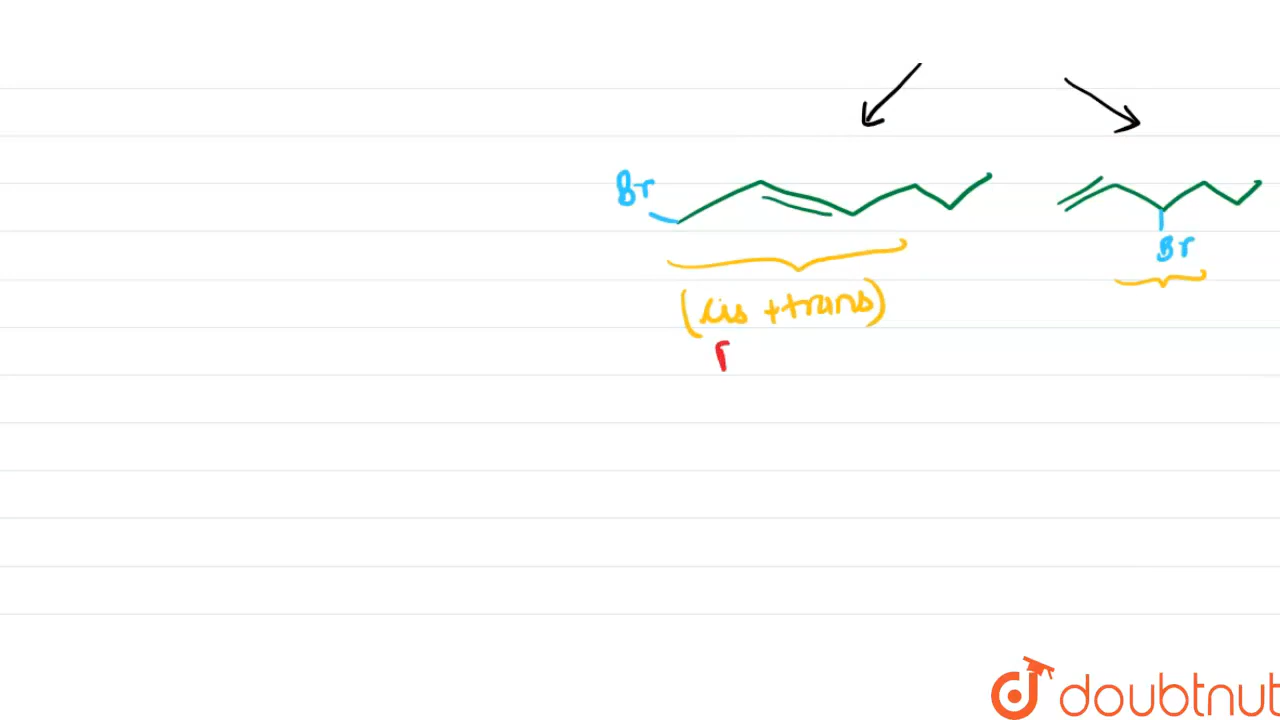 Br
Br
(cis + trans)
doubtnut